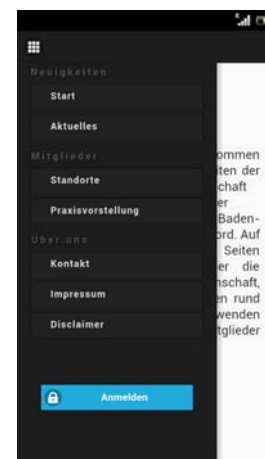 Neuigkeiten
Start
Aktuelles
Mitglieder
Standorte
Praxisvorstellung
Über uns
Kontakt
Impressum
Disclaimer
Anmelden
ommen
ten der
chaft
er
Baden-
ord. Auf
Seiten
er die
nschaft,
en rund
wenden
tglieder